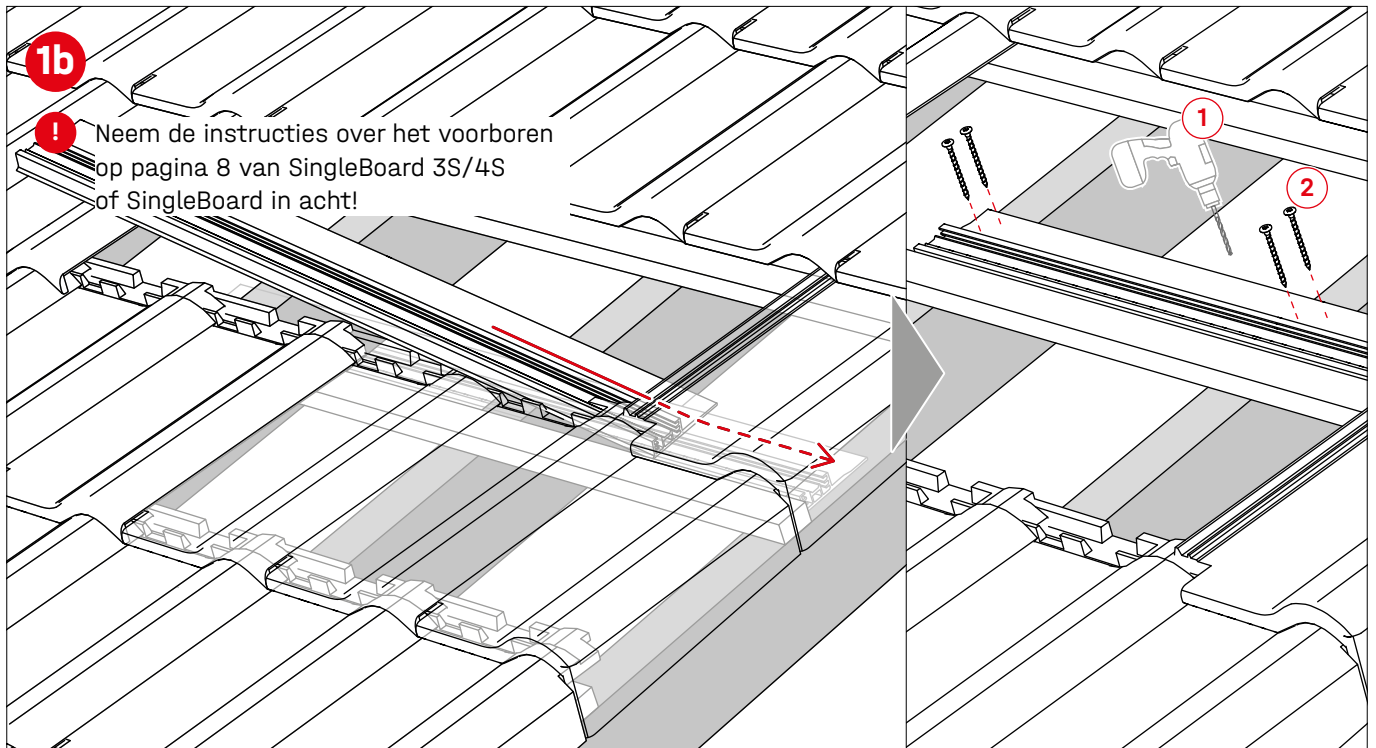 1b
! Neem de instructies over het voorboren
op pagina 8 van SingleBoard 3S/4S
of SingleBoard in acht!
1
2